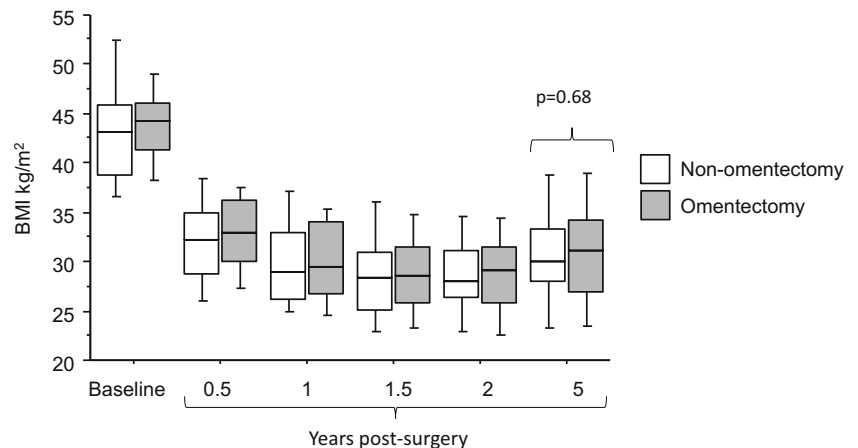 55
50
45
40
35
30
25
20
BMI kg/m²
p=0.68
Non-omentectomy
Omentectomy
Baseline 0.5 1 1.5 2 5
Years post-surgery